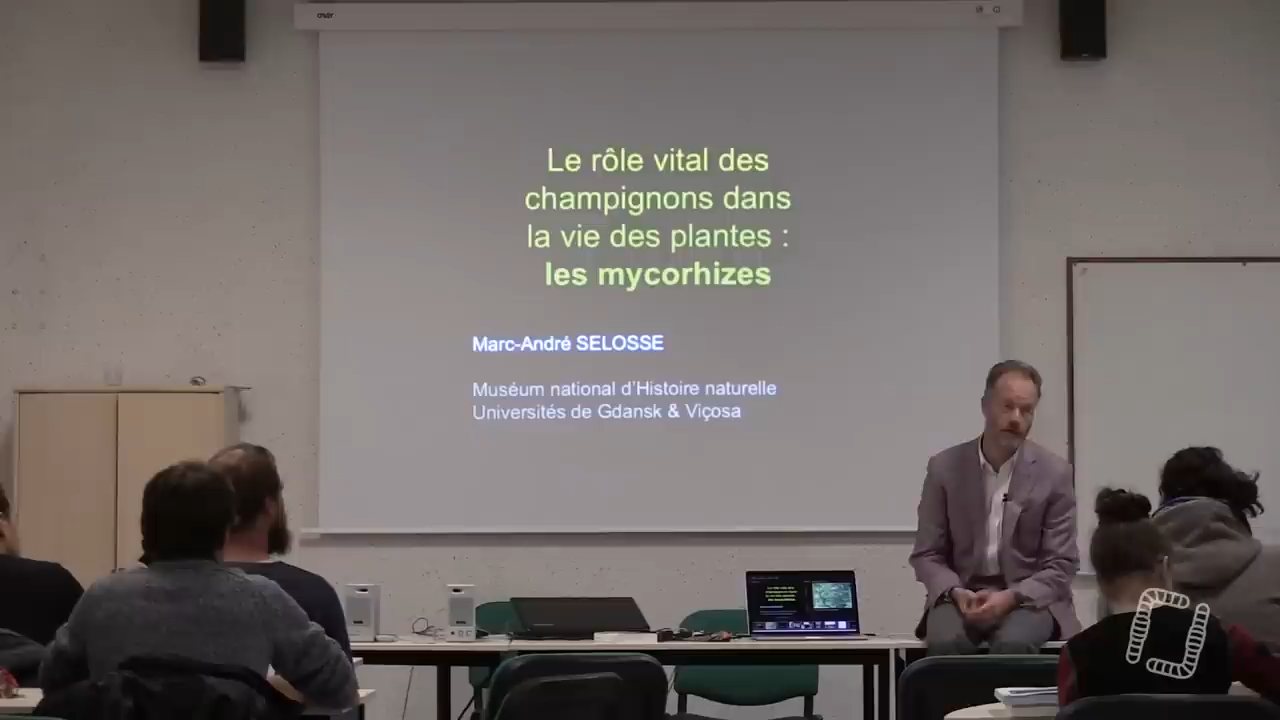 Le rôle vital des
champignons dans
la vie des plantes :
les mycorhizes
Marc-André SELOSSE
Muséum national d'Histoire naturelle
Universités de Gdansk & Viçosa